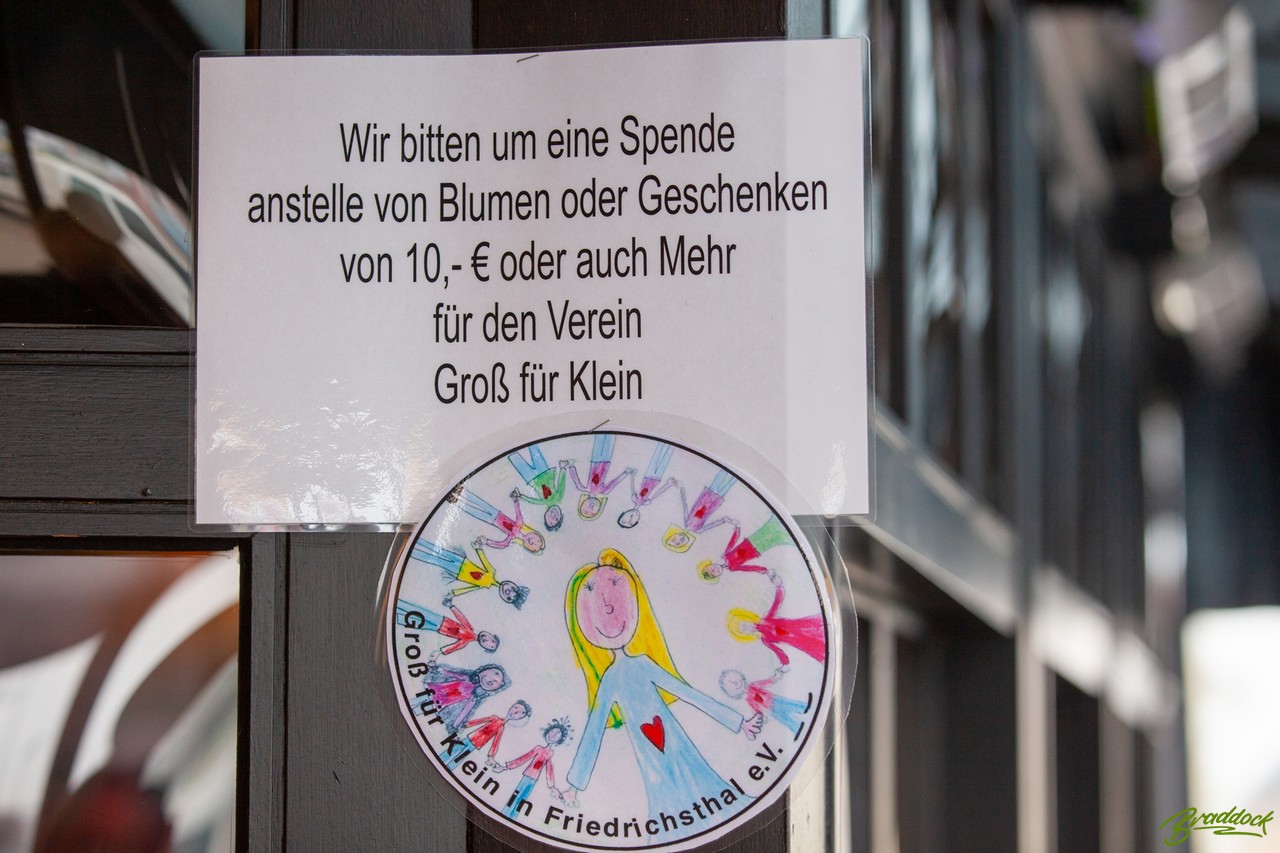 Wir bitten um eine Spende
anstelle von Blumen oder Geschenken
von 10,- € oder auch Mehr
für den Verein
Groß für Klein
Groß für Klein in Friedrichsthal e.V.
Braddock